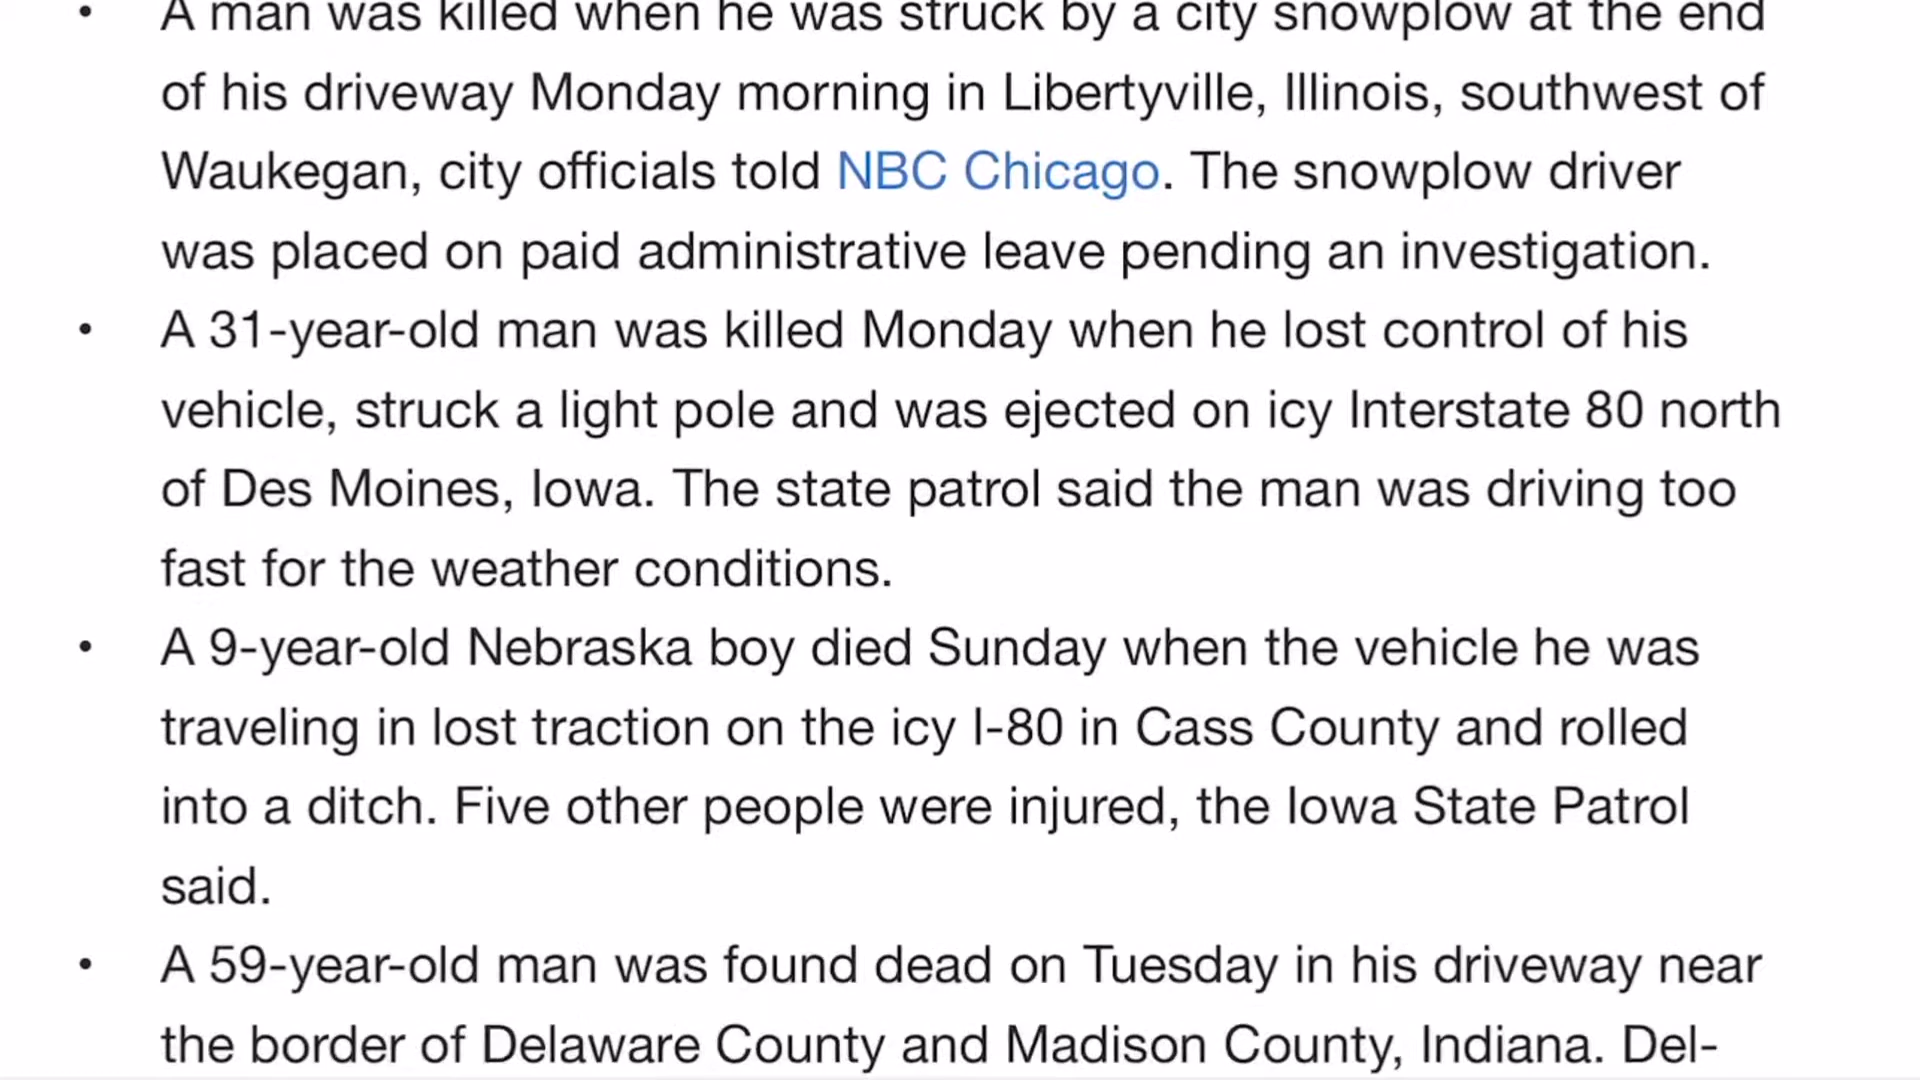 • A man was killed when he was struck by a city snowplow at the end
of his driveway Monday morning in Libertyville, Illinois, southwest of
Waukegan, city officials told NBC Chicago. The snowplow driver
was placed on paid administrative leave pending an investigation.
• A 31-year-old man was killed Monday when he lost control of his
vehicle, struck a light pole and was ejected on icy Interstate 80 north
of Des Moines, Iowa. The state patrol said the man was driving too
fast for the weather conditions.
• A 9-year-old Nebraska boy died Sunday when the vehicle he was
traveling in lost traction on the icy I-80 in Cass County and rolled
into a ditch. Five other people were injured, the Iowa State Patrol
said.
• A 59-year-old man was found dead on Tuesday in his driveway near
the border of Delaware County and Madison County, Indiana. Del-